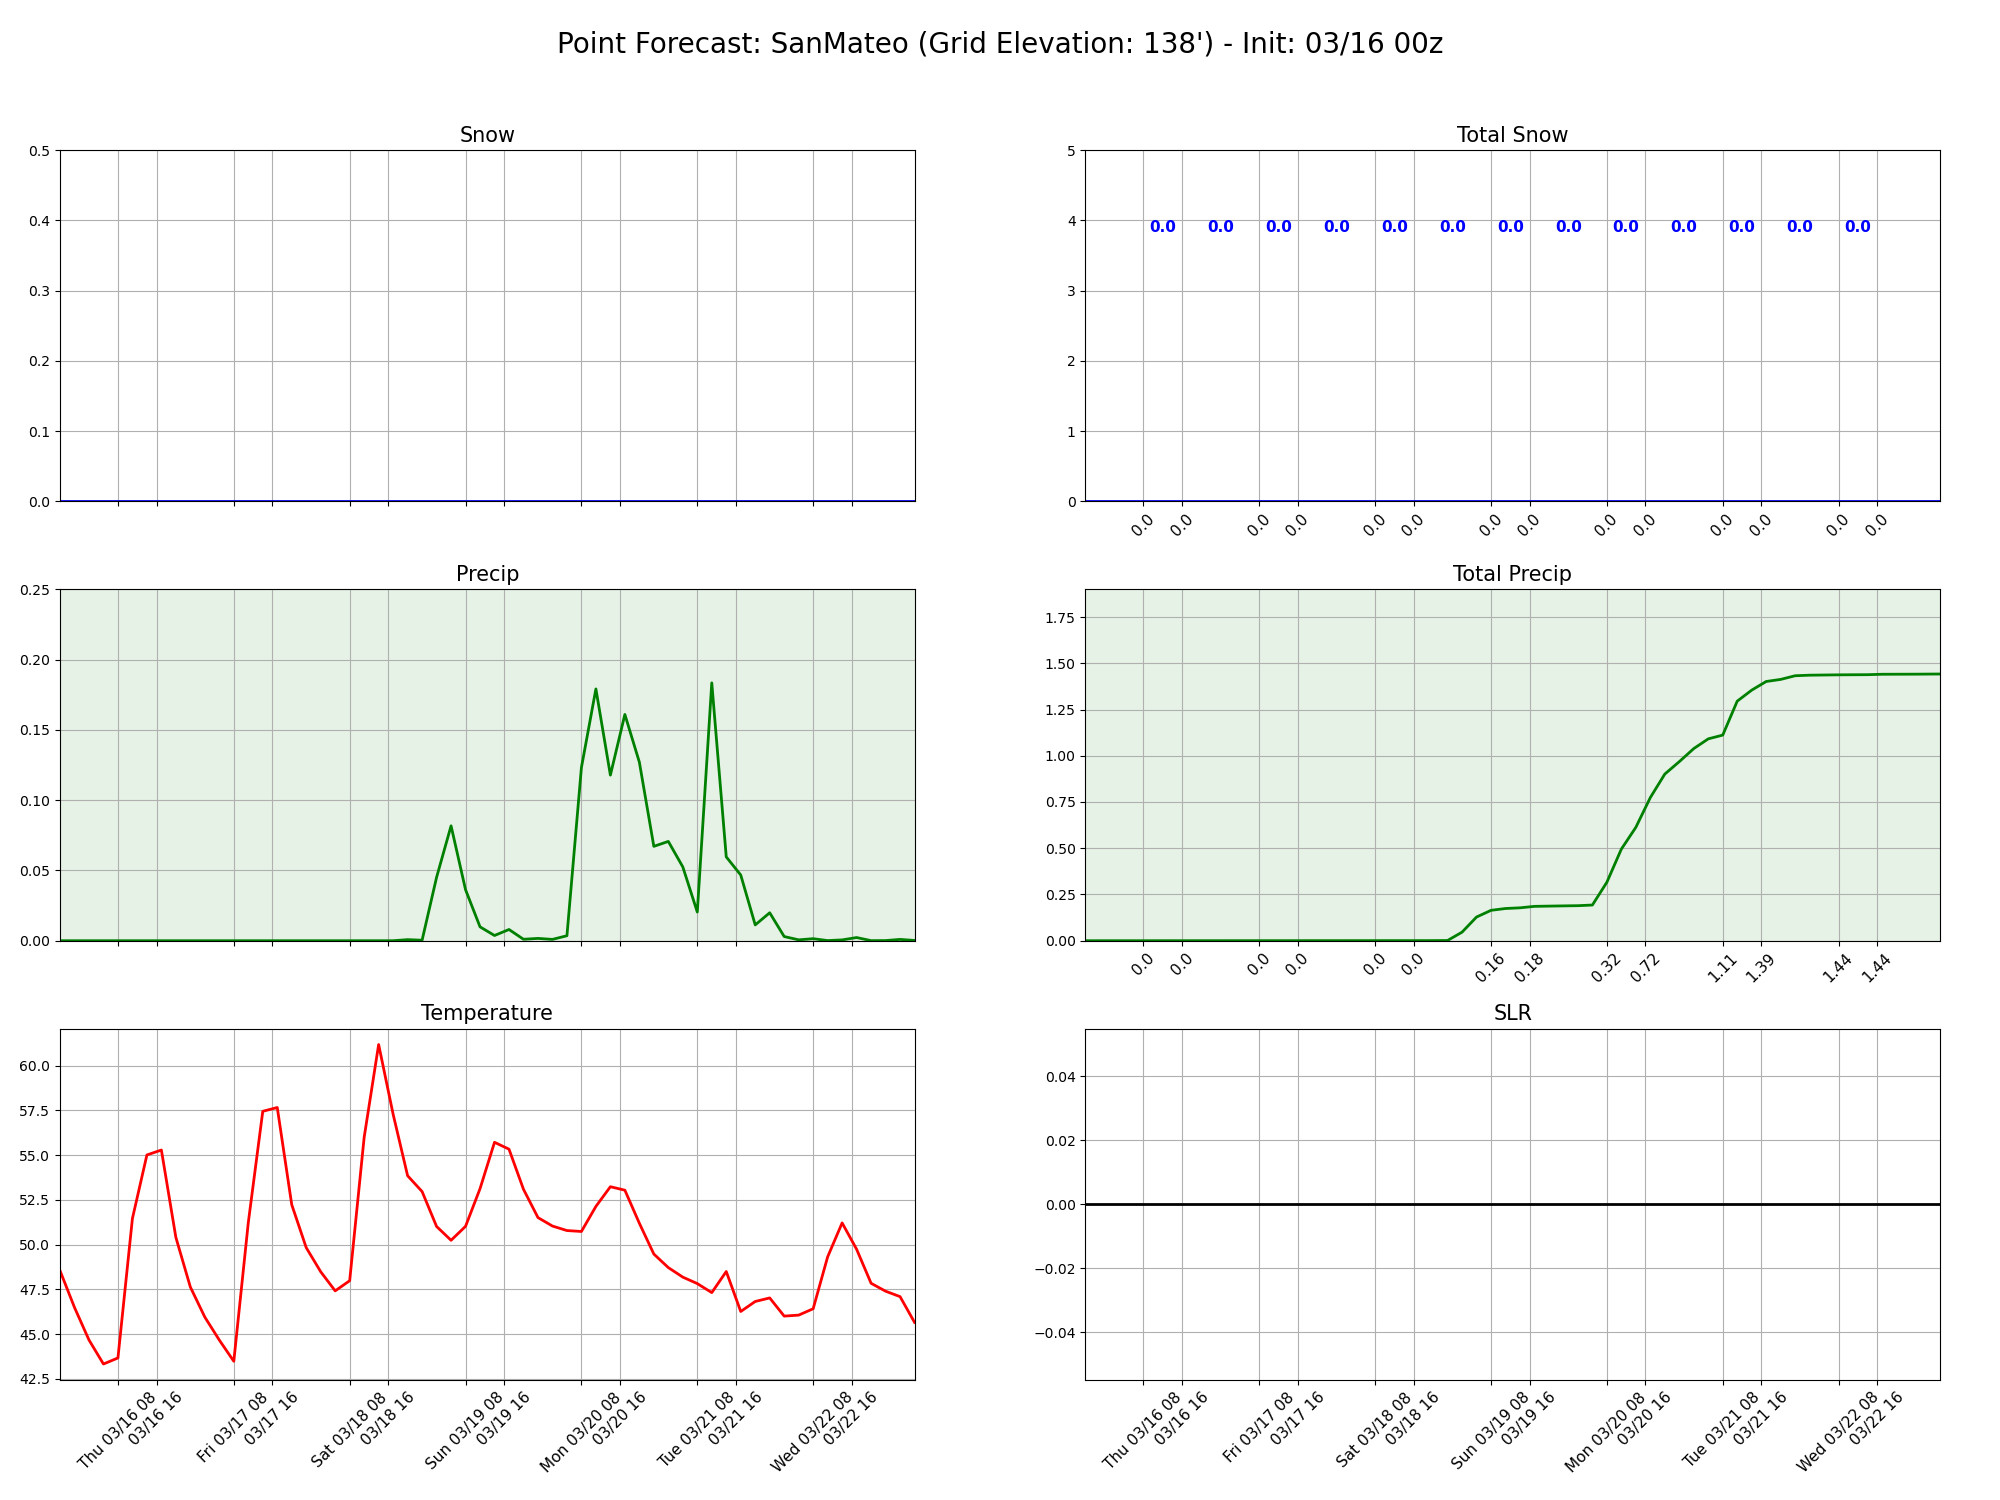 Point Forecast: SanMateo (Grid Elevation: 138') - Init: 03/16 00z
Snow
0.5
0.4
0.3
0.2
0.1
0.0
Total Snow
5
4
3
2
1
0
0.0 0.0 0.0 0.0 0.0 0.0 0.0 0.0 0.0 0.0 0.0 0.0 0.0
0.0 0.0 0.0 0.0 0.0 0.0 0.0 0.0 0.0 0.0 0.0 0.0 0.0 0.0
Precip
0.25
0.20
0.15
0.10
0.05
0.00
Total Precip
1.75
1.50
1.25
1.00
0.75
0.50
0.25
0.00
0.0 0.0 0.0 0.0 0.0 0.0 0.16 0.18 0.32 0.72 1.11 1.39 1.44 1.44
Temperature
60.0
57.5
55.0
52.5
50.0
47.5
45.0
42.5
Thu 03/16 08
03/16 16
Fri 03/17 08
03/17 16
Sat 03/18 08
03/18 16
Sun 03/19 08
03/19 16
Mon 03/20 08
03/20 16
Tue 03/21 08
03/21 16
Wed 03/22 08
03/22 16
SLR
0.04
0.02
0.00
−0.02
−0.04
Thu 03/16 08
03/16 16
Fri 03/17 08
03/17 16
Sat 03/18 08
03/18 16
Sun 03/19 08
03/19 16
Mon 03/20 08
03/20 16
Tue 03/21 08
03/21 16
Wed 03/22 08
03/22 16